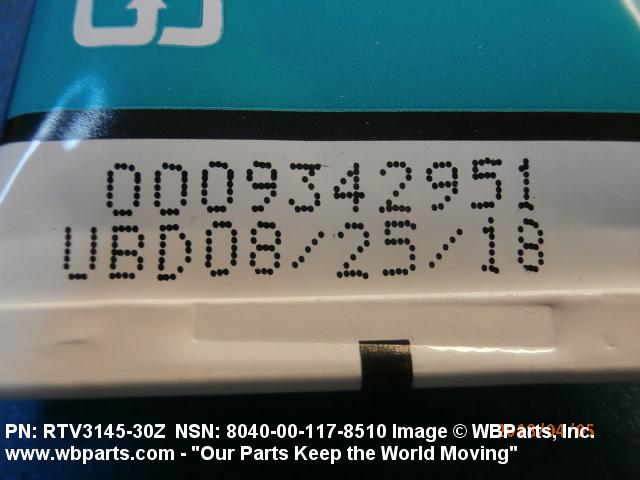 0009342951
UBD08/25/18
PN: RTV3145-30Z NSN: 8040-00-117-8510 Image © WBParts, Inc.
www.wbparts.com - "Our Parts Keep the World Moving"